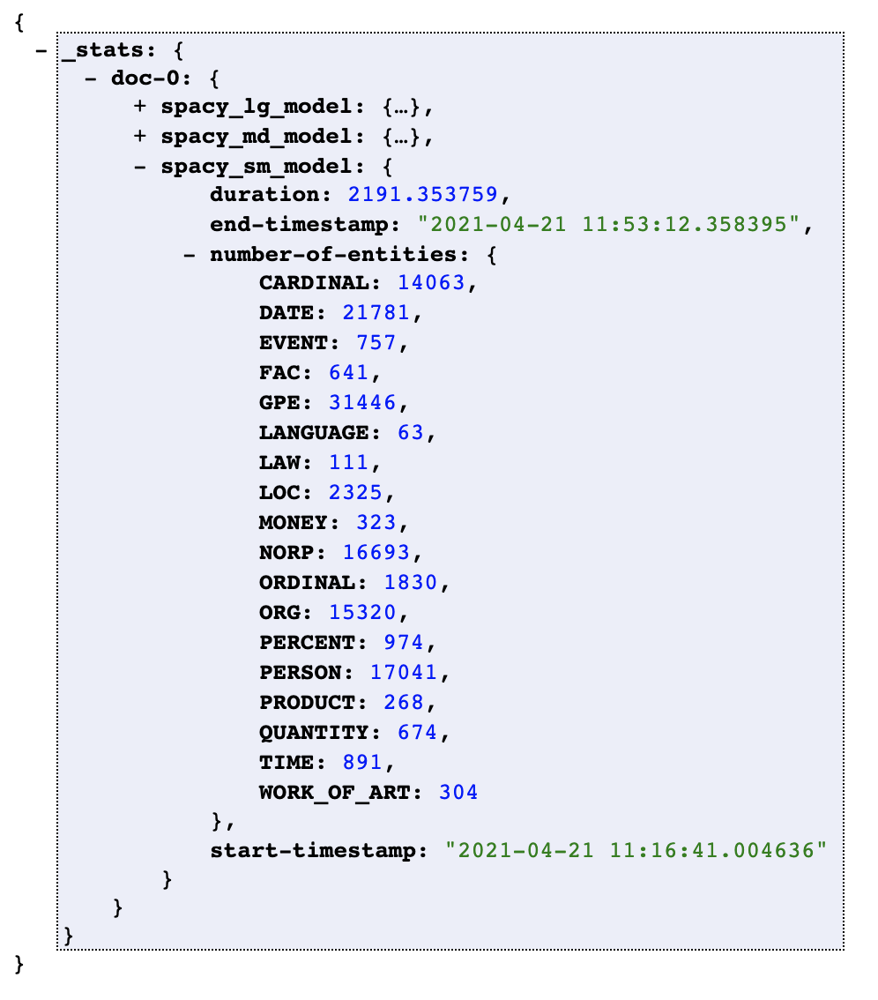 {
- _stats: {
- doc-0: {
+ spacy_lg_model: {…},
+ spacy_md_model: {…},
- spacy_sm_model: {
duration: 2191.353759,
end-timestamp: "2021-04-21 11:53:12.358395",
- number-of-entities: {
CARDINAL: 14063,
DATE: 21781,
EVENT: 757,
FAC: 641,
GPE: 31446,
LANGUAGE: 63,
LAW: 111,
LOC: 2325,
MONEY: 323,
NORP: 16693,
ORDINAL: 1830,
ORG: 15320,
PERCENT: 974,
PERSON: 17041,
PRODUCT: 268,
QUANTITY: 674,
TIME: 891,
WORK_OF_ART: 304
},
start-timestamp: "2021-04-21 11:16:41.004636"
}
}
}
}